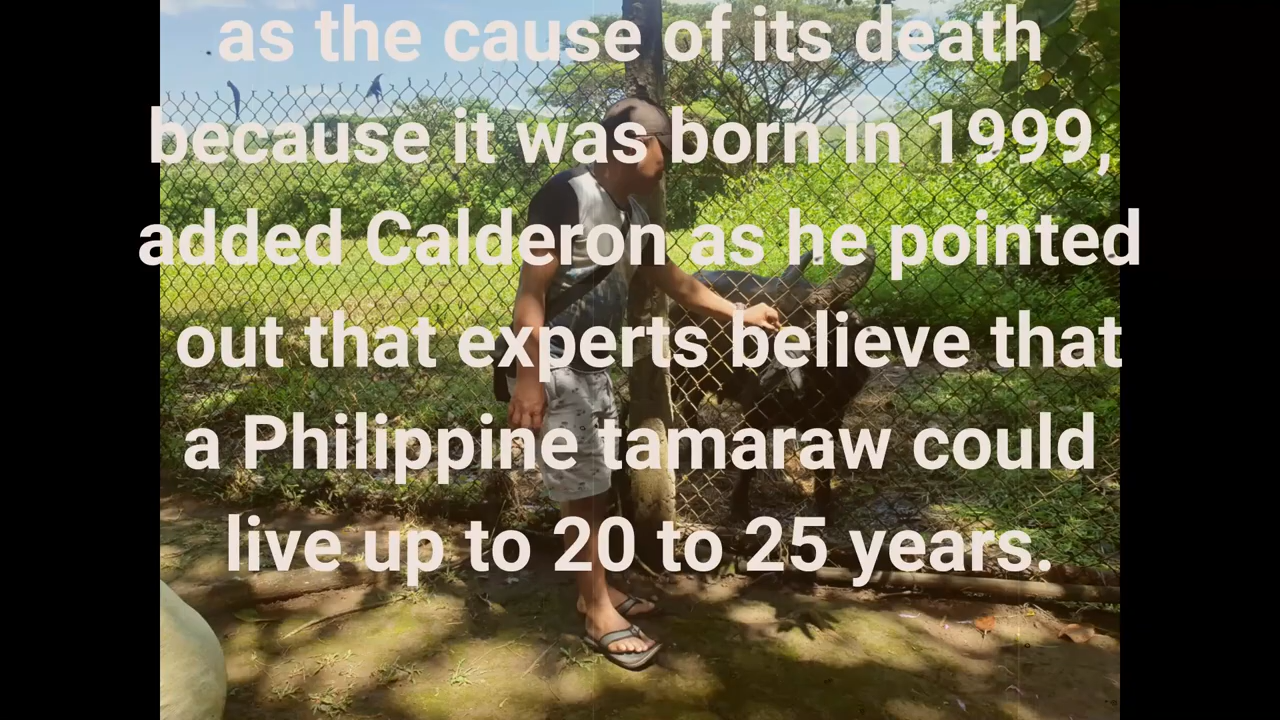 as the cause of its death
because it was born in 1999,
added Calderon as he pointed
out that experts believe that
a Philippine tamaraw could
live up to 20 to 25 years.